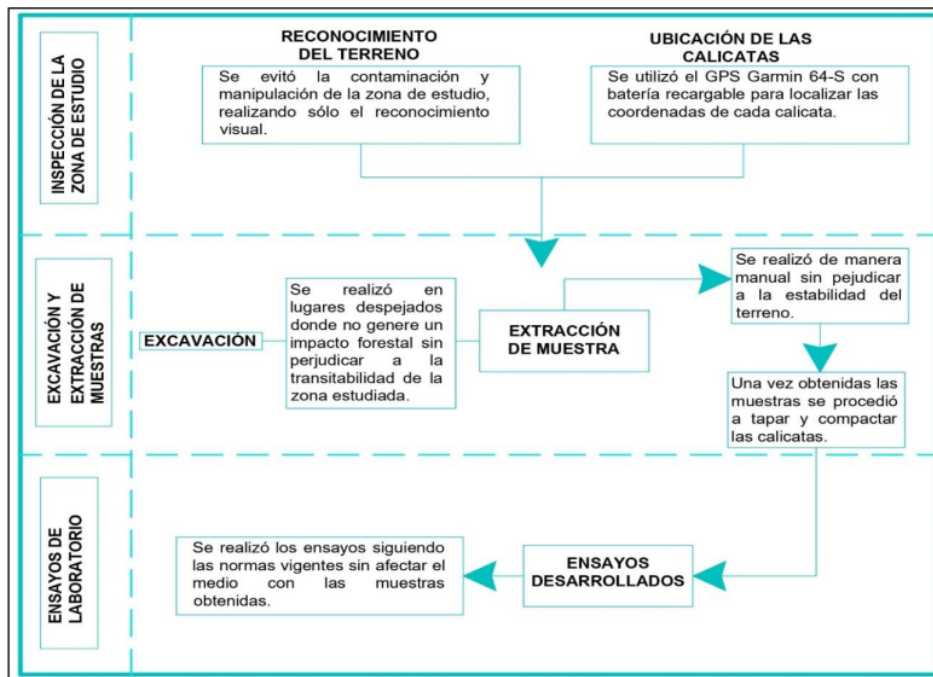 INSPECCIÓN DE LA
ZONA DE ESTUDIO
RECONOCIMIENTO
DEL TERRENO
Se evitó la contaminación y
manipulación de la zona de estudio,
realizando sólo el reconocimiento
visual.
UBICACIÓN DE LAS
CALICATAS
Se utilizó el GPS Garmin 64-S con
batería recargable para localizar las
coordenadas de cada calicata.
EXCAVACIÓN Y
EXTRACCIÓN DE
MUESTRAS
EXCAVACIÓN
Se realizó en
lugares despejados
donde no genere un
impacto forestal sin
perjudicar a la
transitabilidad de la
zona estudiada.
EXTRACCIÓN
DE MUESTRA
Se realizó de manera
manual sin pejudicar
a la estabilidad del
terreno.
Una vez obtenidas las
muestras se procedió
a tapar y compactar
las calicatas.
ENSAYOS DE
LABORATORIO
Se realizó los ensayos siguiendo
las normas vigentes sin afectar el
medio con las muestras
obtenidas.
ENSAYOS
DESARROLLADOS